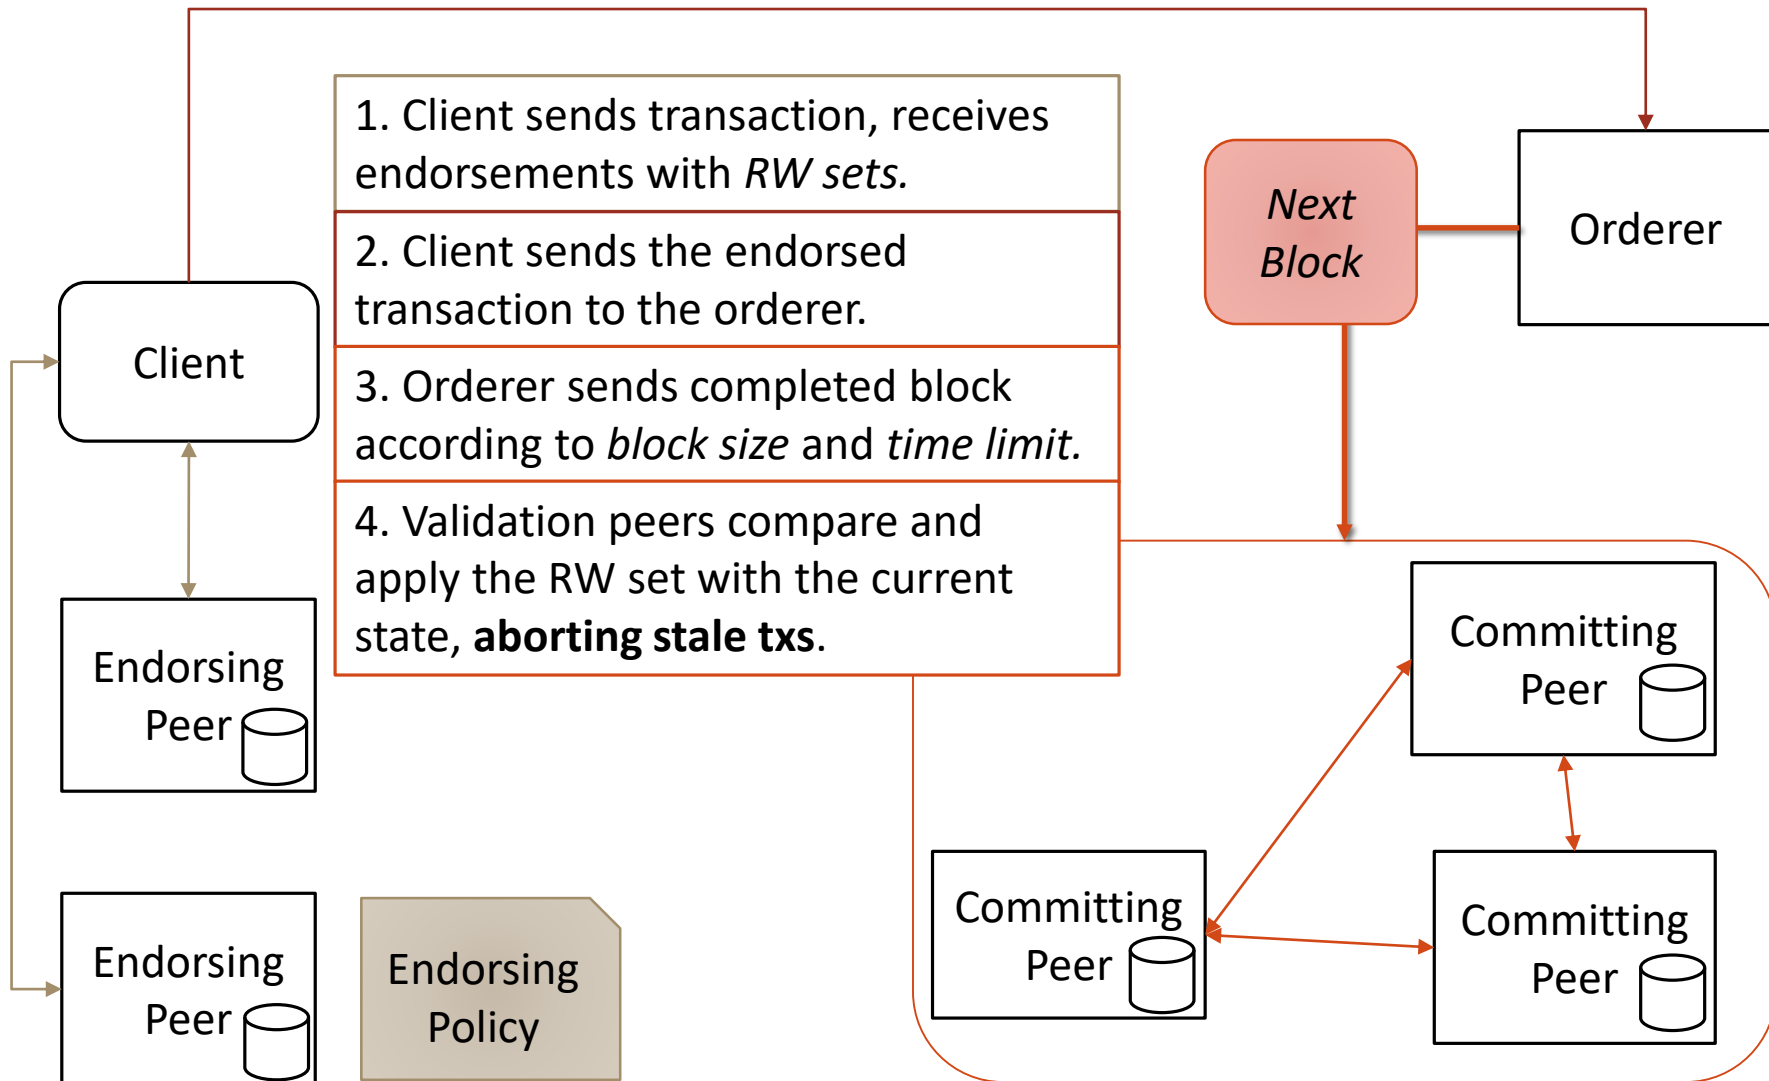 1. Client sends transaction, receives
endorsements with RW sets.
2. Client sends the endorsed
transaction to the orderer.
3. Orderer sends completed block
according to block size and time limit.
4. Validation peers compare and
apply the RW set with the current
state, aborting stale txs.
Next
Block
Orderer
Client
Endorsing
Peer
Endorsing
Peer
Endorsing
Policy
Committing
Peer
Committing
Peer
Committing
Peer